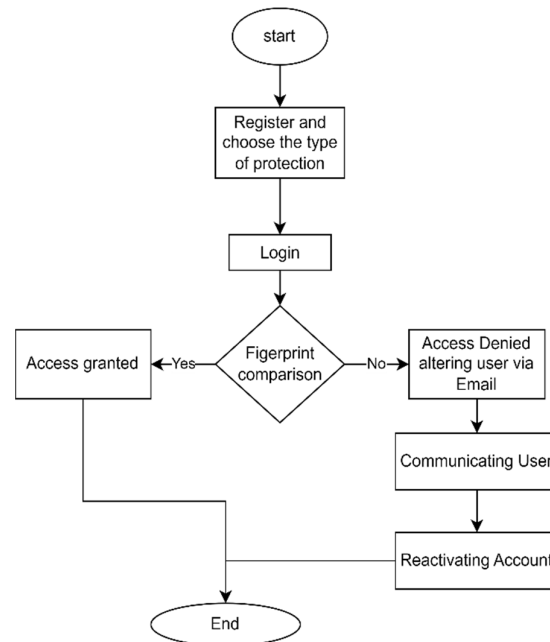 start
Register and
choose the type
of protection
Login
Figerprint
comparison
Yes
No
Access granted
Access Denied
altering user via
Email
Communicating User
Reactivating Account
End